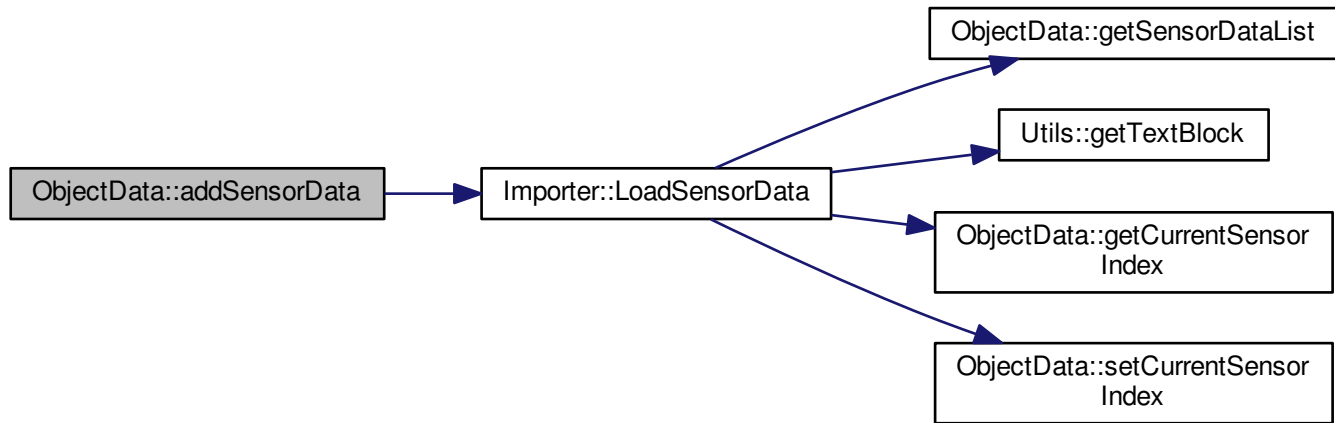 ObjectData::addSensorData
Importer::LoadSensorData
ObjectData::getSensorDataList
Utils::getTextBlock
ObjectData::getCurrentSensor
Index
ObjectData::setCurrentSensor
Index